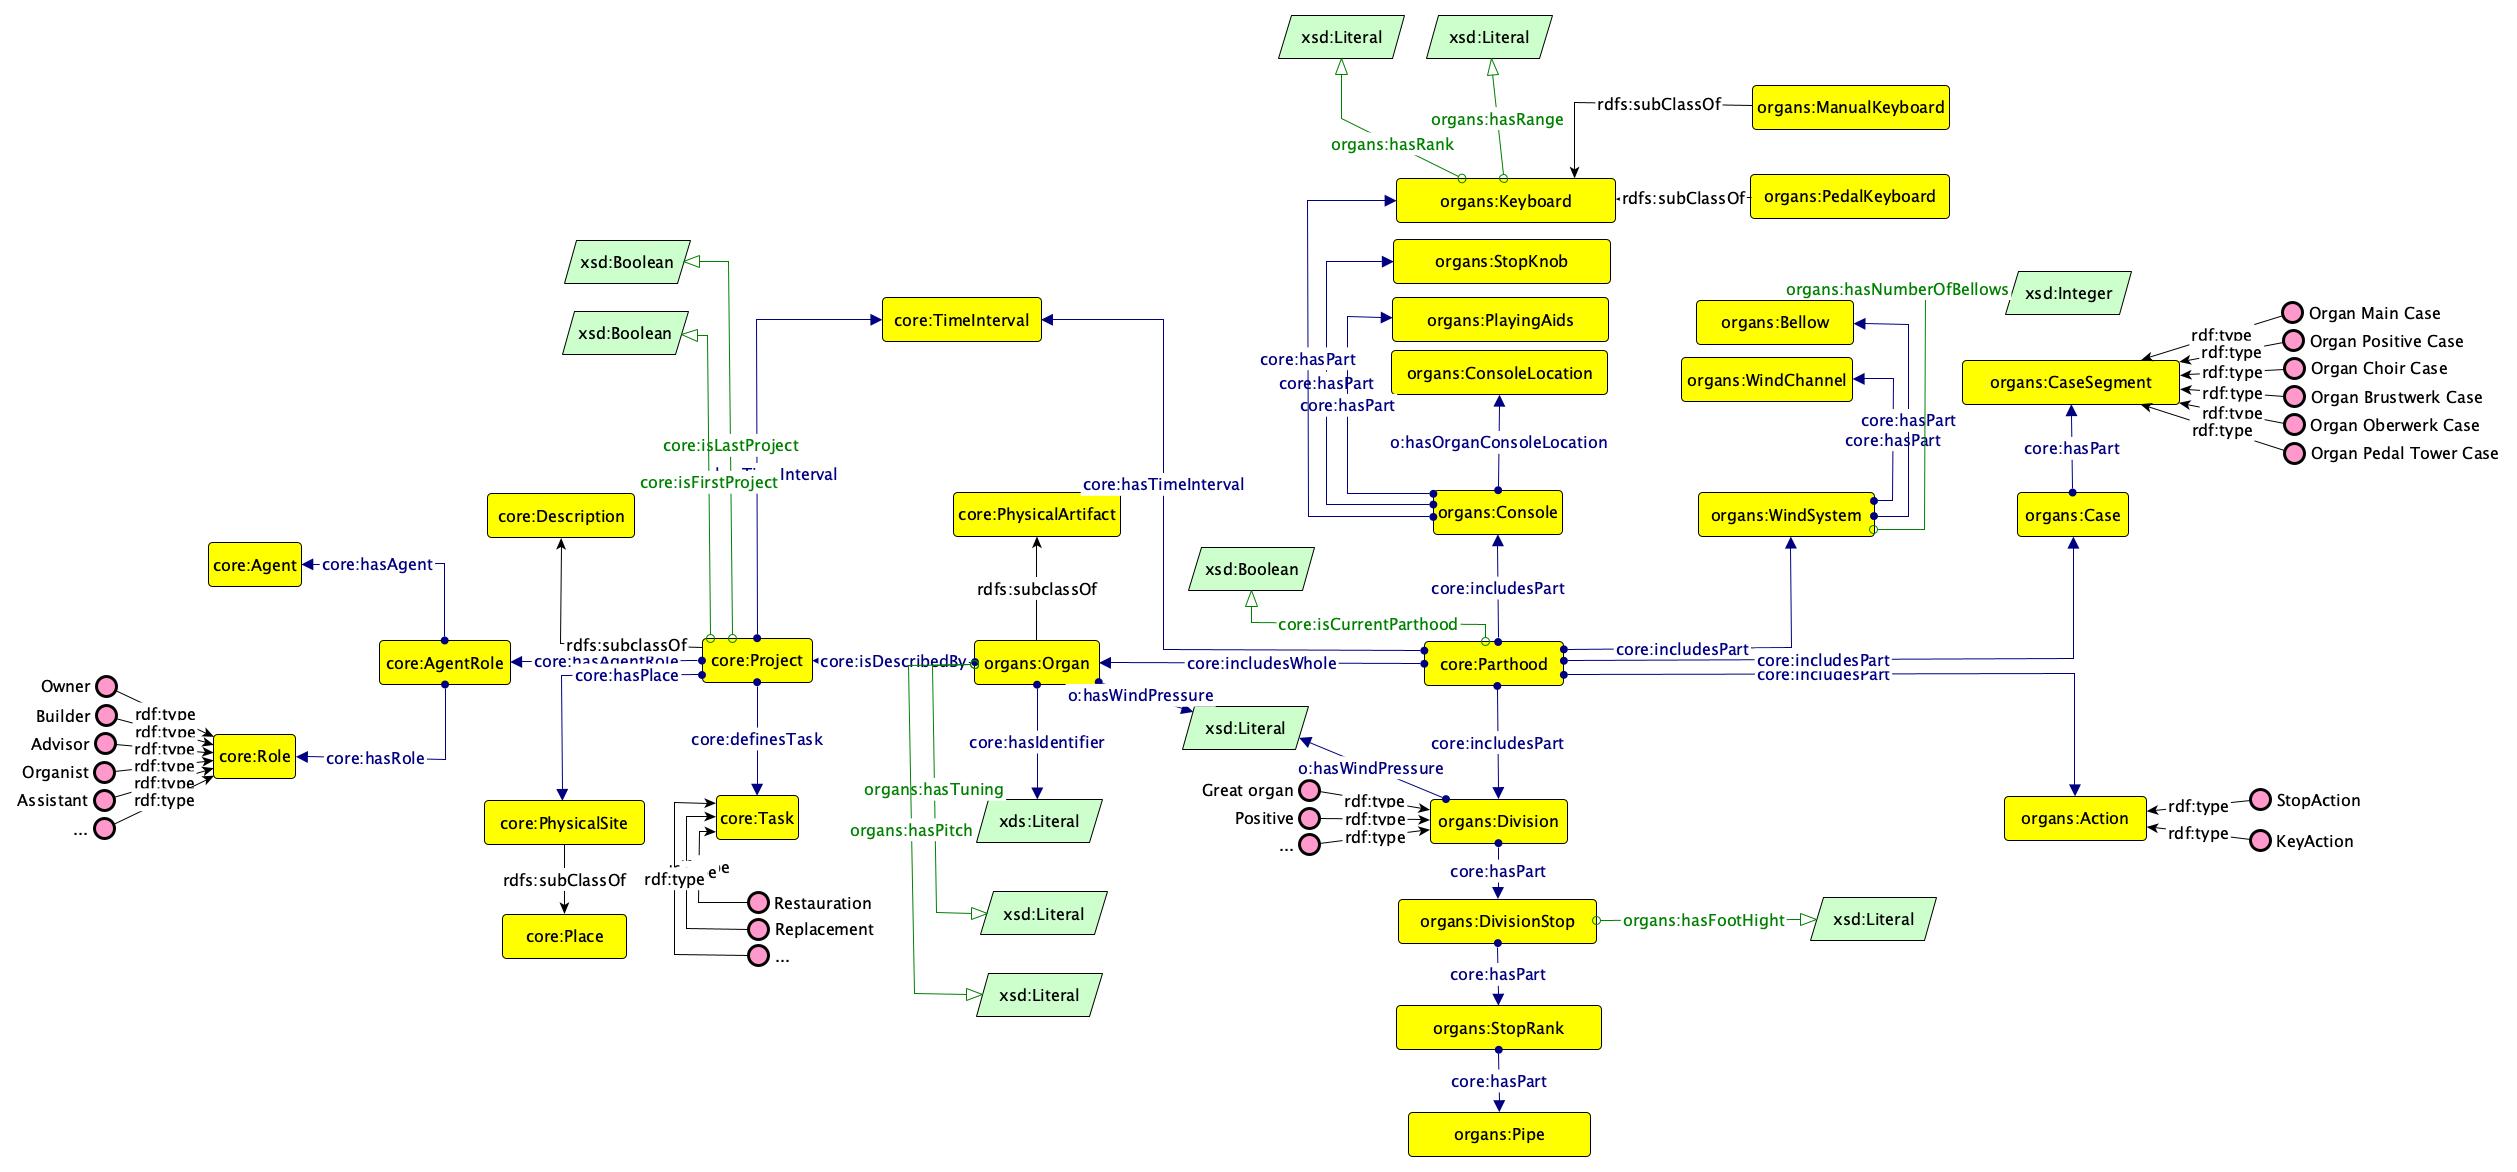 xsd:Literal
xsd:Literal
rdfs:subClassOf
organs:ManualKeyboard
organs:hasRange
organs:hasRank
organs:Keyboard
rdfs:subClassOf
organs:PedalKeyboard
xsd:Boolean
organs:StopKnob
organs:hasNumberOfBellows
xsd:Integer
xsd:Boolean
core:TimeInterval
organs:PlayingAids
organs:Bellow
Organ Main Case
rdf:type
Organ Positive Case
rdf:type
core:hasPart
organs:ConsoleLocation
organs:WindChannel
organs:CaseSegment
rdf:type
Organ Choir Case
core:hasPart
rdf:type
Organ Brustwerk Case
core:hasPart
rdf:type
Organ Oberwerk Case
core:hasPart
rdf:type
Organ Pedal Tower Case
core:isLastProject
o:hasOrganConsoleLocation
core:hasPart
core:hasPart
Interval
core:isFirstProject
core:hasTimeInterval
core:Description
core:PhysicalArtifact
organs:Console
organs:WindSystem
organs:Case
core:Agent
core:hasAgent
xsd:Boolean
rdfs:subclassOf
core:includesPart
core:isCurrentParthood
rdfs:subclassOf
core:AgentRole
core:hasAgentRole
core:Project
core:isDescribedBy
organs:Organ
core:includesWhole
core:Parthood
core:includesPart
core:includesPart
core:includesPart
core:hasPlace
Owner
o:hasWindPressure
Builder
rdf:type
rdf:type
Advisor
rdf:type
Organist
rdf:type
Assistant
rdf:type
...
rdf:type
core:Role
core:hasRole
core:definesTask
core:hasIdentifier
xsd:Literal
core:includesPart
o:hasWindPressure
organs:hasTuning
Great organ
rdf:type
Positive
rdf:type
...
rdf:type
organs:Division
organs:Action
rdf:type
StopAction
rdf:type
KeyAction
core:PhysicalSite
core:Task
organs:hasPitch
xds:Literal
rdfs:subClassOf
rdf:type
core:hasPart
Restauration
Replacement
...
core:Place
xsd:Literal
organs:DivisionStop
organs:hasFootHight
xsd:Literal
core:hasPart
xsd:Literal
organs:StopRank
core:hasPart
organs:Pipe